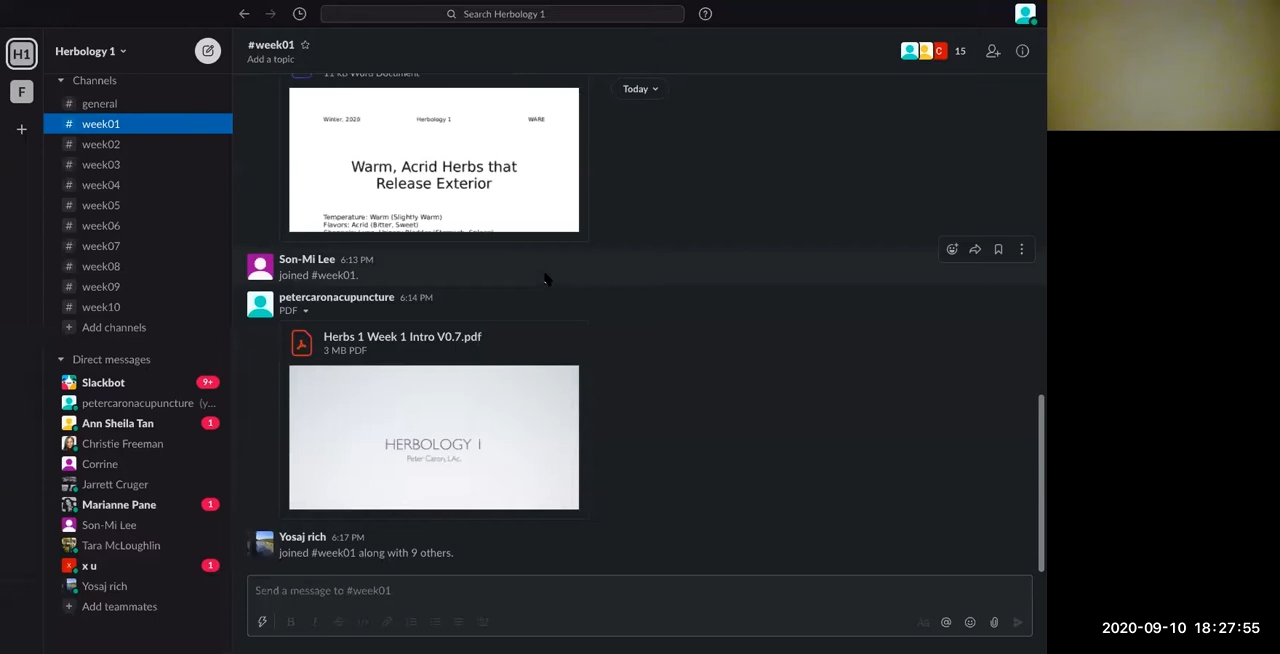 Search Herbology 1
H1
Herbology 1
F
Channels
# general
# week01
# week02
# week03
# week04
# week05
# week06
# week07
# week08
# week09
# week10
+ Add channels
Direct messages
Slackbot 9+
petercaronacupuncture (y...
Ann Sheila Tan 1
Christie Freeman
Corrine
Jarrett Cruger
Marianne Pane 1
Son-Mi Lee
Tara McLoughlin
x u 1
Yosaj rich
+ Add teammates
#week01
Add a topic
C 15
Today
11 KB Word Document
Winter, 2020 Herbology 1 WARE
Warm, Acrid Herbs that
Release Exterior
Temperature: Warm (Slightly Warm)
Flavors: Acrid (Bitter, Sweet)
Son-Mi Lee 6:13 PM
joined #week01.
petercaronacupuncture 6:14 PM
PDF
Herbs 1 Week 1 Intro V0.7.pdf
3 MB PDF
HERBOLOGY I
Peter Caron, LAc.
Yosaj rich 6:17 PM
joined #week01 along with 9 others.
Send a message to #week01
B I Aa @
2020-09-10 18:27:55